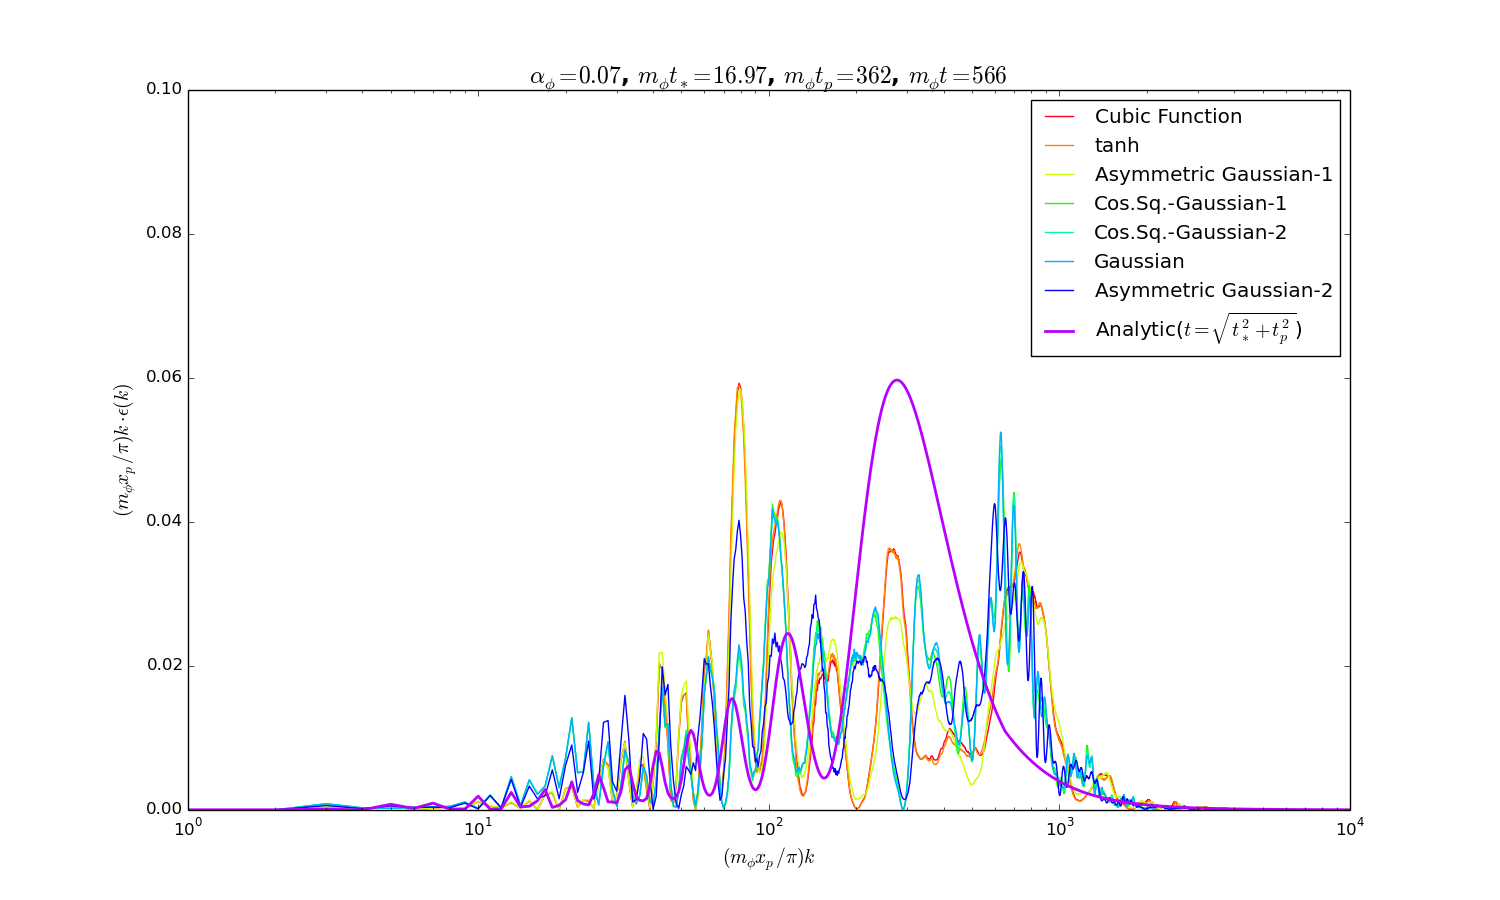 α_ϕ=0.07, m_ϕt_*=16.97, m_ϕt_p=362, m_ϕt=566
0.10
0.08
0.06
0.04
0.02
0.00
(m_ϕx_p/π)k·ϵ(k)
Cubic Function
tanh
Asymmetric Gaussian-1
Cos.Sq.-Gaussian-1
Cos.Sq.-Gaussian-2
Gaussian
Asymmetric Gaussian-2
Analytic(t=√(t_*^2+t_p^2))
10^0
10^1
10^2
10^3
10^4
(m_ϕx_p/π)k